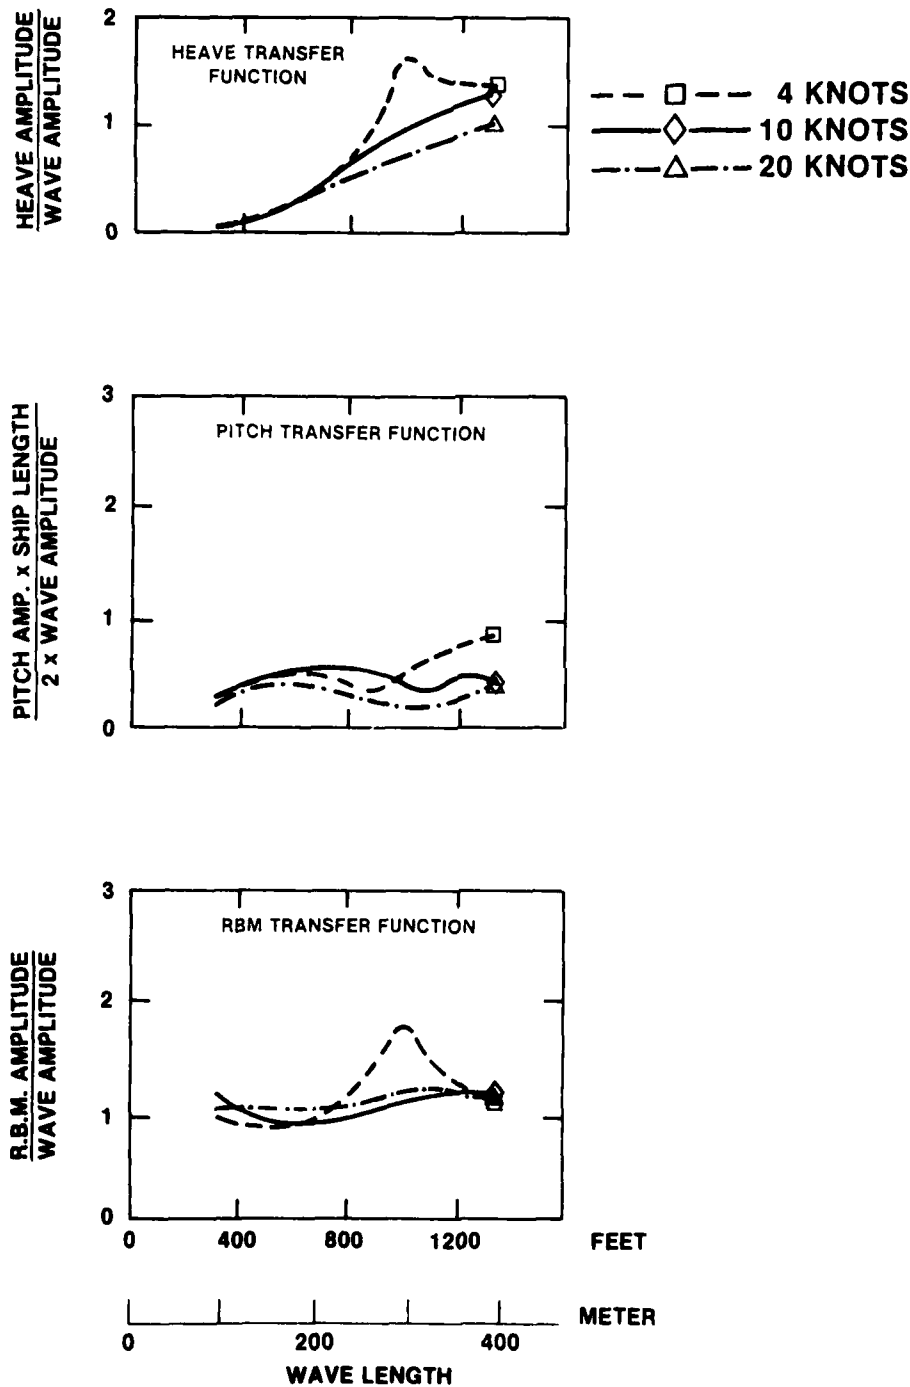 HEAVE AMPLITUDE
WAVE AMPLITUDE
2
1
0
HEAVE TRANSFER
FUNCTION
4 KNOTS
10 KNOTS
20 KNOTS
PITCH AMP. x SHIP LENGTH
2 x WAVE AMPLITUDE
3
2
1
0
PITCH TRANSFER FUNCTION
R.B.M. AMPLITUDE
WAVE AMPLITUDE
3
2
1
0
RBM TRANSFER FUNCTION
0 400 800 1200 FEET
METER
0 200 400
WAVE LENGTH